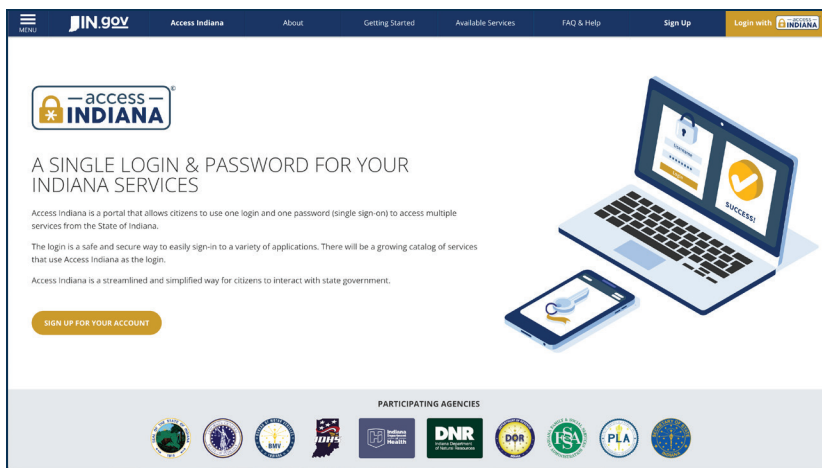 MENU
IN.gov
Access Indiana
About
Getting Started
Available Services
FAQ & Help
Sign Up
Login with
ACCESS
INDIANA
access
INDIANA
©
A SINGLE LOGIN & PASSWORD FOR YOUR
INDIANA SERVICES
Access Indiana is a portal that allows citizens to use one login and one password (single sign-on) to access multiple
services from the State of Indiana.
The login is a safe and secure way to easily sign-in to a variety of applications. There will be a growing catalog of services
that use Access Indiana as the login.
Access Indiana is a streamlined and simplified way for citizens to interact with state government.
SIGN UP FOR YOUR ACCOUNT
Username
********
LOGIN
SUCCESS!
PARTICIPATING AGENCIES
BMV
IDHS
Indiana
Department
of
Health
DNR
Indiana Department
of Natural Resources
DOR
FSSA
PLA
INDIANA